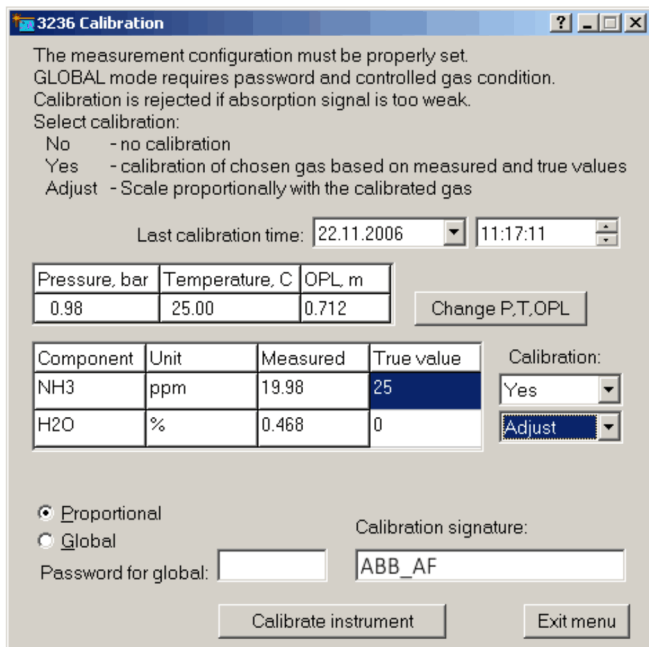 3236 Calibration
The measurement configuration must be properly set.
GLOBAL mode requires password and controlled gas condition.
Calibration is rejected if absorption signal is too weak.
Select calibration:
No - no calibration
Yes - calibration of chosen gas based on measured and true values
Adjust - Scale proportionally with the calibrated gas
Last calibration time: 22.11.2006 11:17:11
Pressure, bar Temperature, C OPL, m
0.98 25.00 0.712 Change P,T,OPL
Component Unit Measured True value Calibration:
NH3 ppm 19.98 25 Yes
H2O % 0.468 0 Adjust
Proportional
Global
Calibration signature:
Password for global: ABB_AF
Calibrate instrument Exit menu